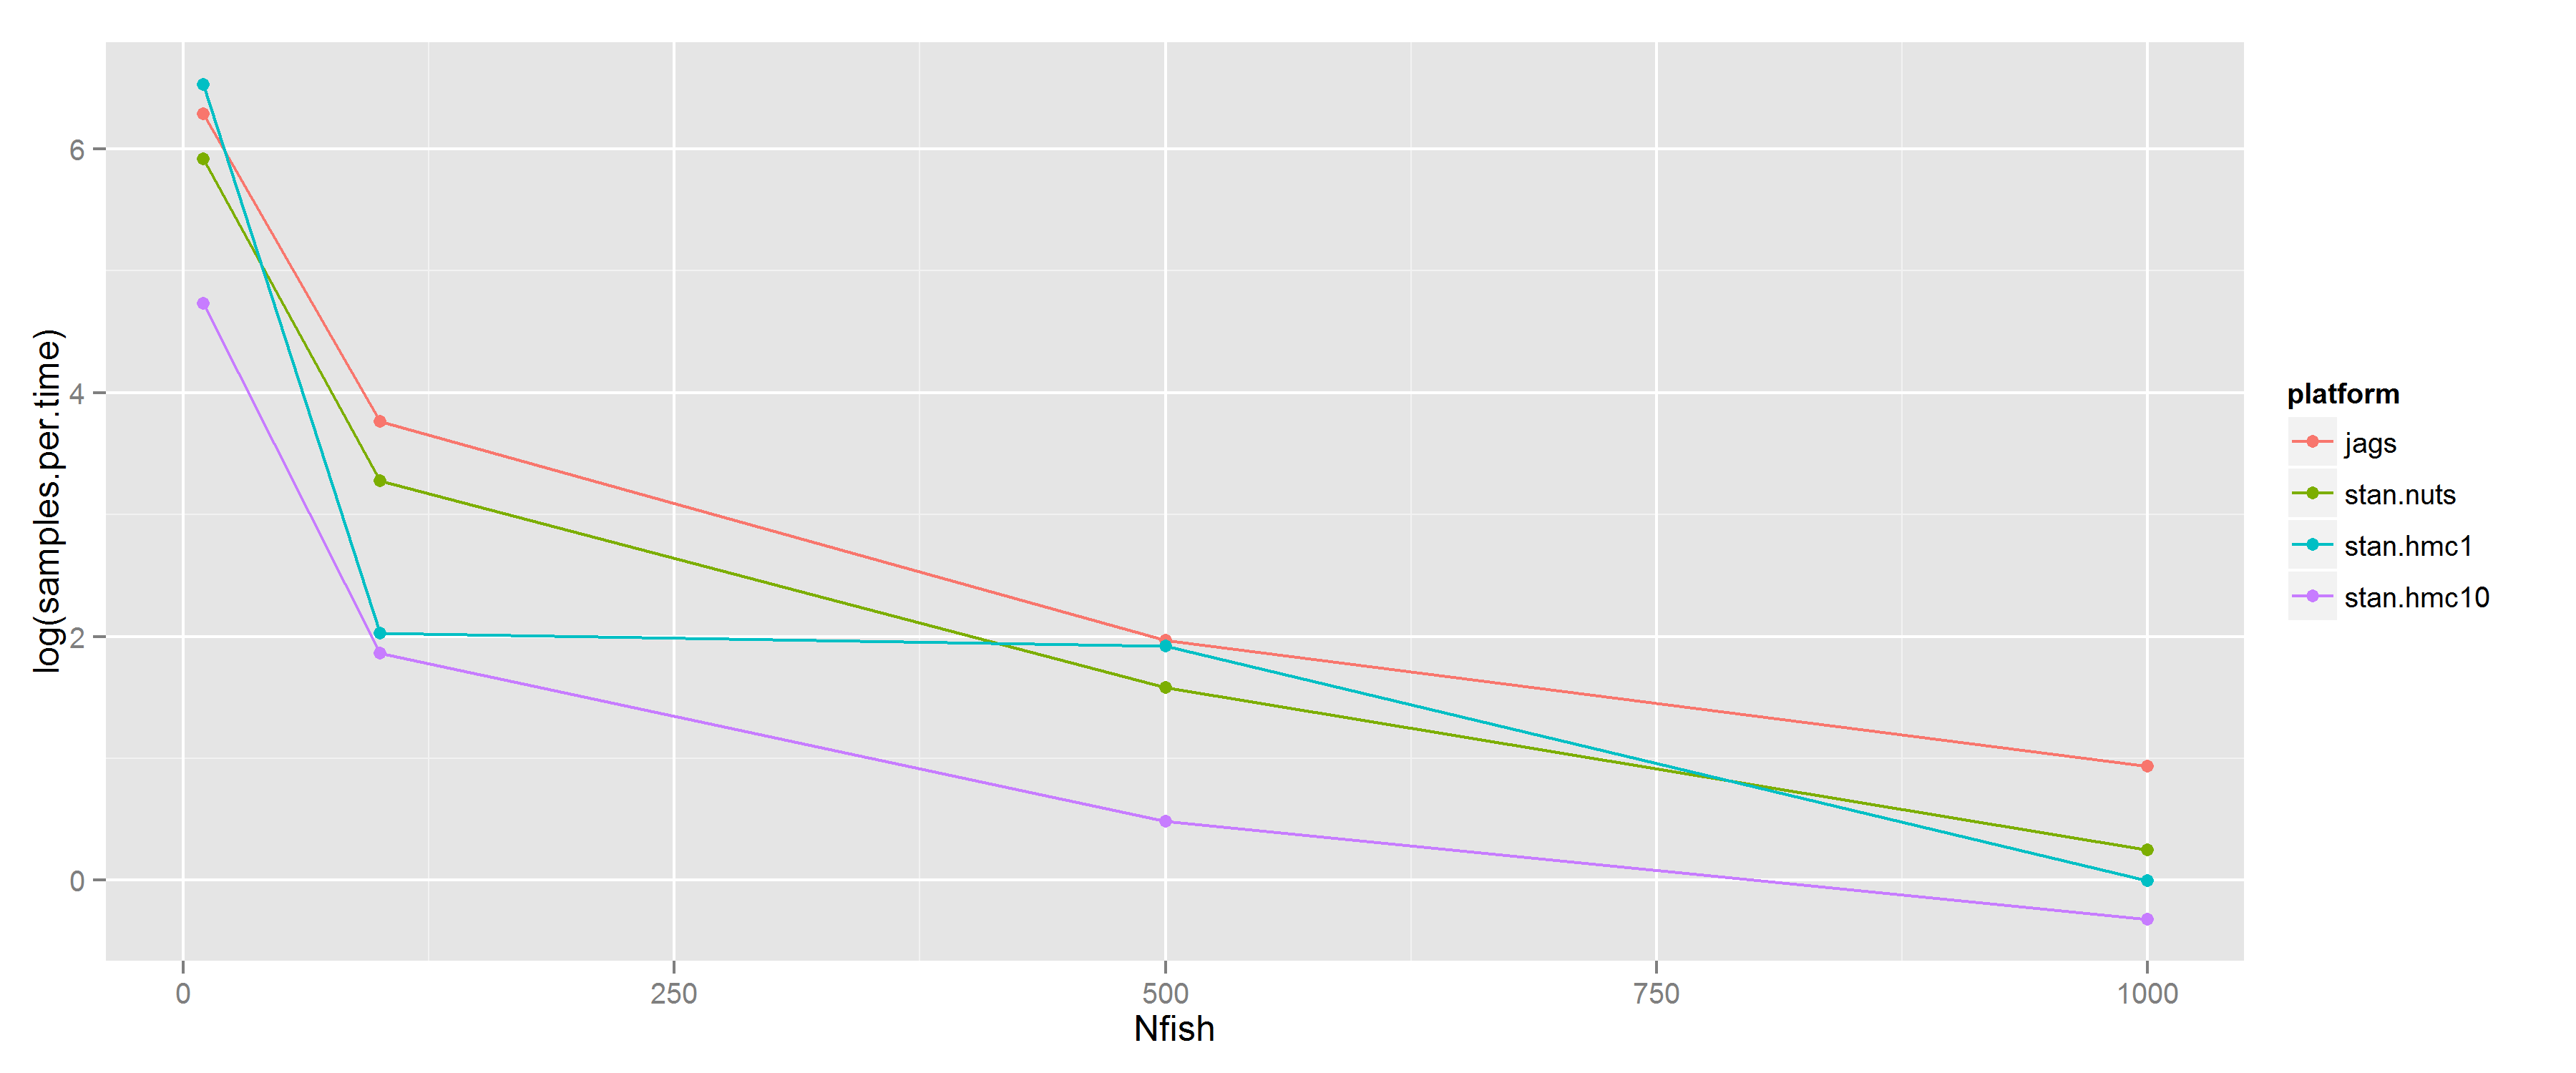 log(samples.per.time)
6
4
2
0
0 250 500 750 1000
Nfish
platform
jags
stan.nuts
stan.hmc1
stan.hmc10